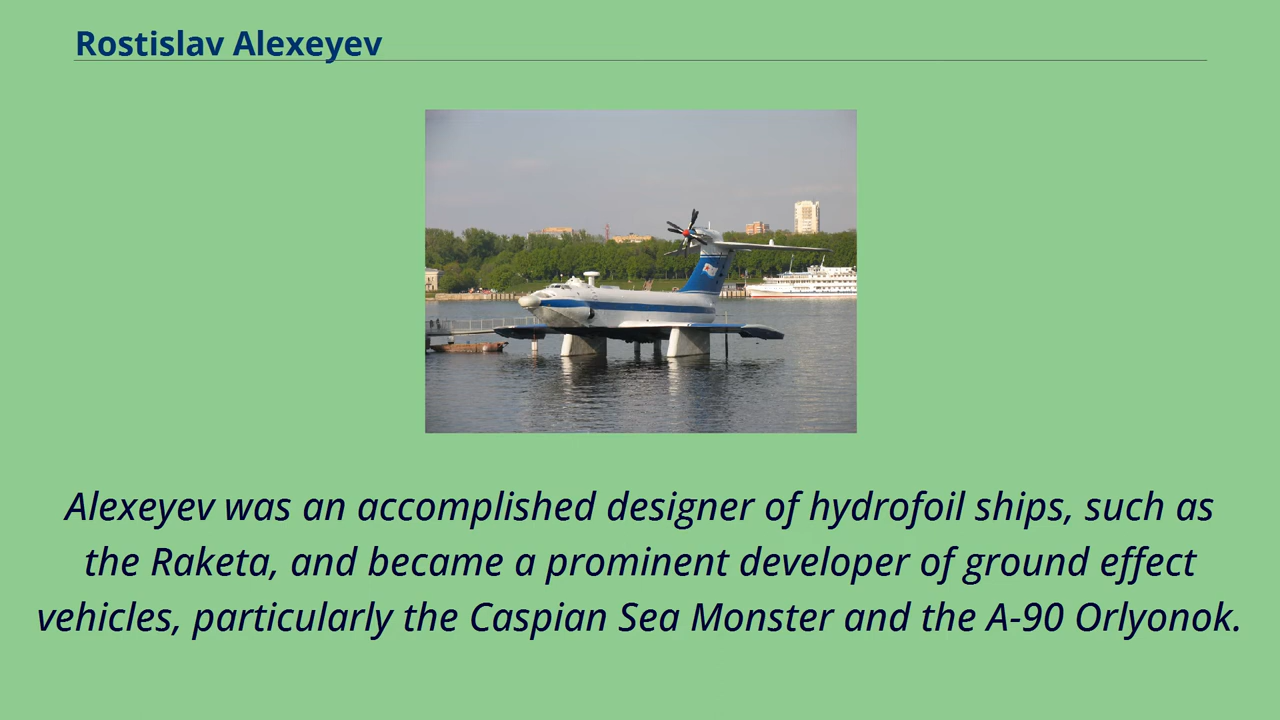 Rostislav Alexeyev
Alexeyev was an accomplished designer of hydrofoil ships, such as
the Raketa, and became a prominent developer of ground effect
vehicles, particularly the Caspian Sea Monster and the A-90 Orlyonok.